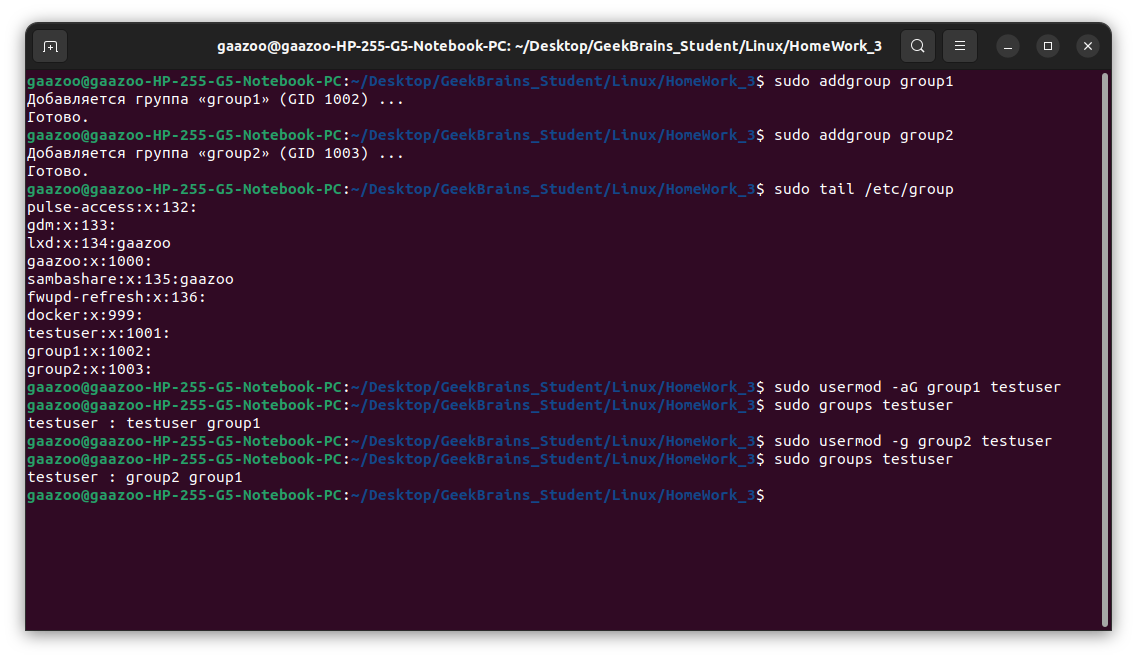 gaazoo@gaazoo-HP-255-G5-Notebook-PC: ~/Desktop/GeekBrains_Student/Linux/HomeWork_3
gaazoo@gaazoo-HP-255-G5-Notebook-PC:~/Desktop/GeekBrains_Student/Linux/HomeWork_3$ sudo addgroup group1
Добавляется группа «group1» (GID 1002) ...
Готово.
gaazoo@gaazoo-HP-255-G5-Notebook-PC:~/Desktop/GeekBrains_Student/Linux/HomeWork_3$ sudo addgroup group2
Добавляется группа «group2» (GID 1003) ...
Готово.
gaazoo@gaazoo-HP-255-G5-Notebook-PC:~/Desktop/GeekBrains_Student/Linux/HomeWork_3$ sudo tail /etc/group
pulse-access:x:132:
gdm:x:133:
lxd:x:134:gaazoo
gaazoo:x:1000:
sambashare:x:135:gaazoo
fwupd-refresh:x:136:
docker:x:999:
testuser:x:1001:
group1:x:1002:
group2:x:1003:
gaazoo@gaazoo-HP-255-G5-Notebook-PC:~/Desktop/GeekBrains_Student/Linux/HomeWork_3$ sudo usermod -aG group1 testuser
gaazoo@gaazoo-HP-255-G5-Notebook-PC:~/Desktop/GeekBrains_Student/Linux/HomeWork_3$ sudo groups testuser
testuser : testuser group1
gaazoo@gaazoo-HP-255-G5-Notebook-PC:~/Desktop/GeekBrains_Student/Linux/HomeWork_3$ sudo usermod -g group2 testuser
gaazoo@gaazoo-HP-255-G5-Notebook-PC:~/Desktop/GeekBrains_Student/Linux/HomeWork_3$ sudo groups testuser
testuser : group2 group1
gaazoo@gaazoo-HP-255-G5-Notebook-PC:~/Desktop/GeekBrains_Student/Linux/HomeWork_3$